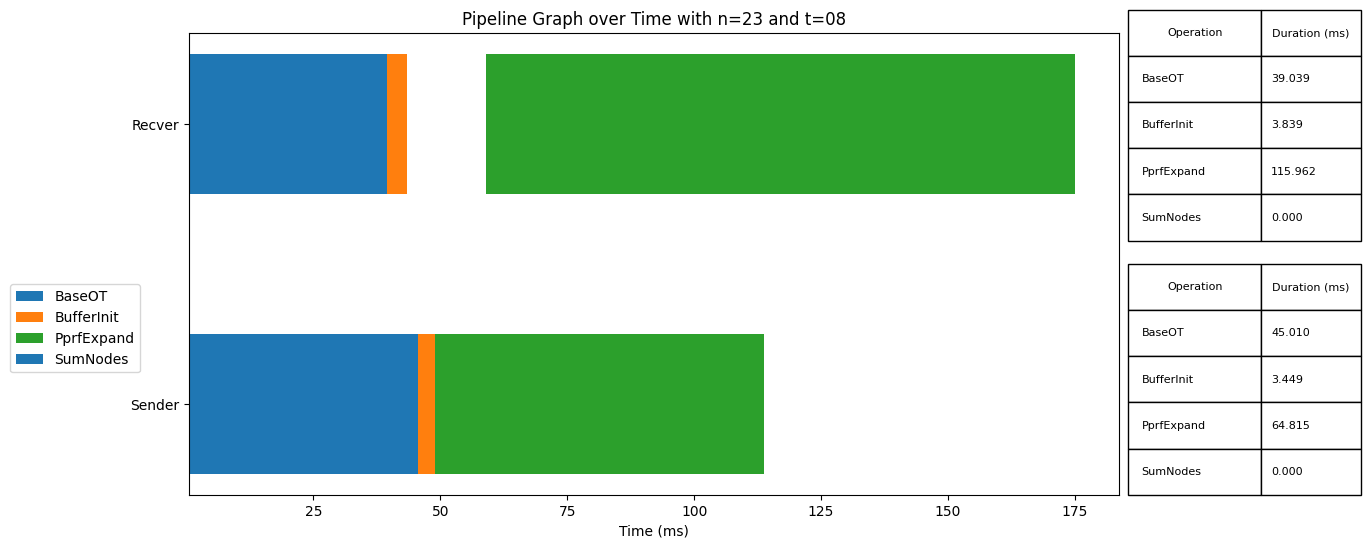 Pipeline Graph over Time with n=23 and t=08
Recver
Sender
25 50 75 100 125 150 175
Time (ms)
BaseOT
BufferInit
PprfExpand
SumNodes
Operation Duration (ms)
BaseOT 39.039
BufferInit 3.839
PprfExpand 115.962
SumNodes 0.000
Operation Duration (ms)
BaseOT 45.010
BufferInit 3.449
PprfExpand 64.815
SumNodes 0.000